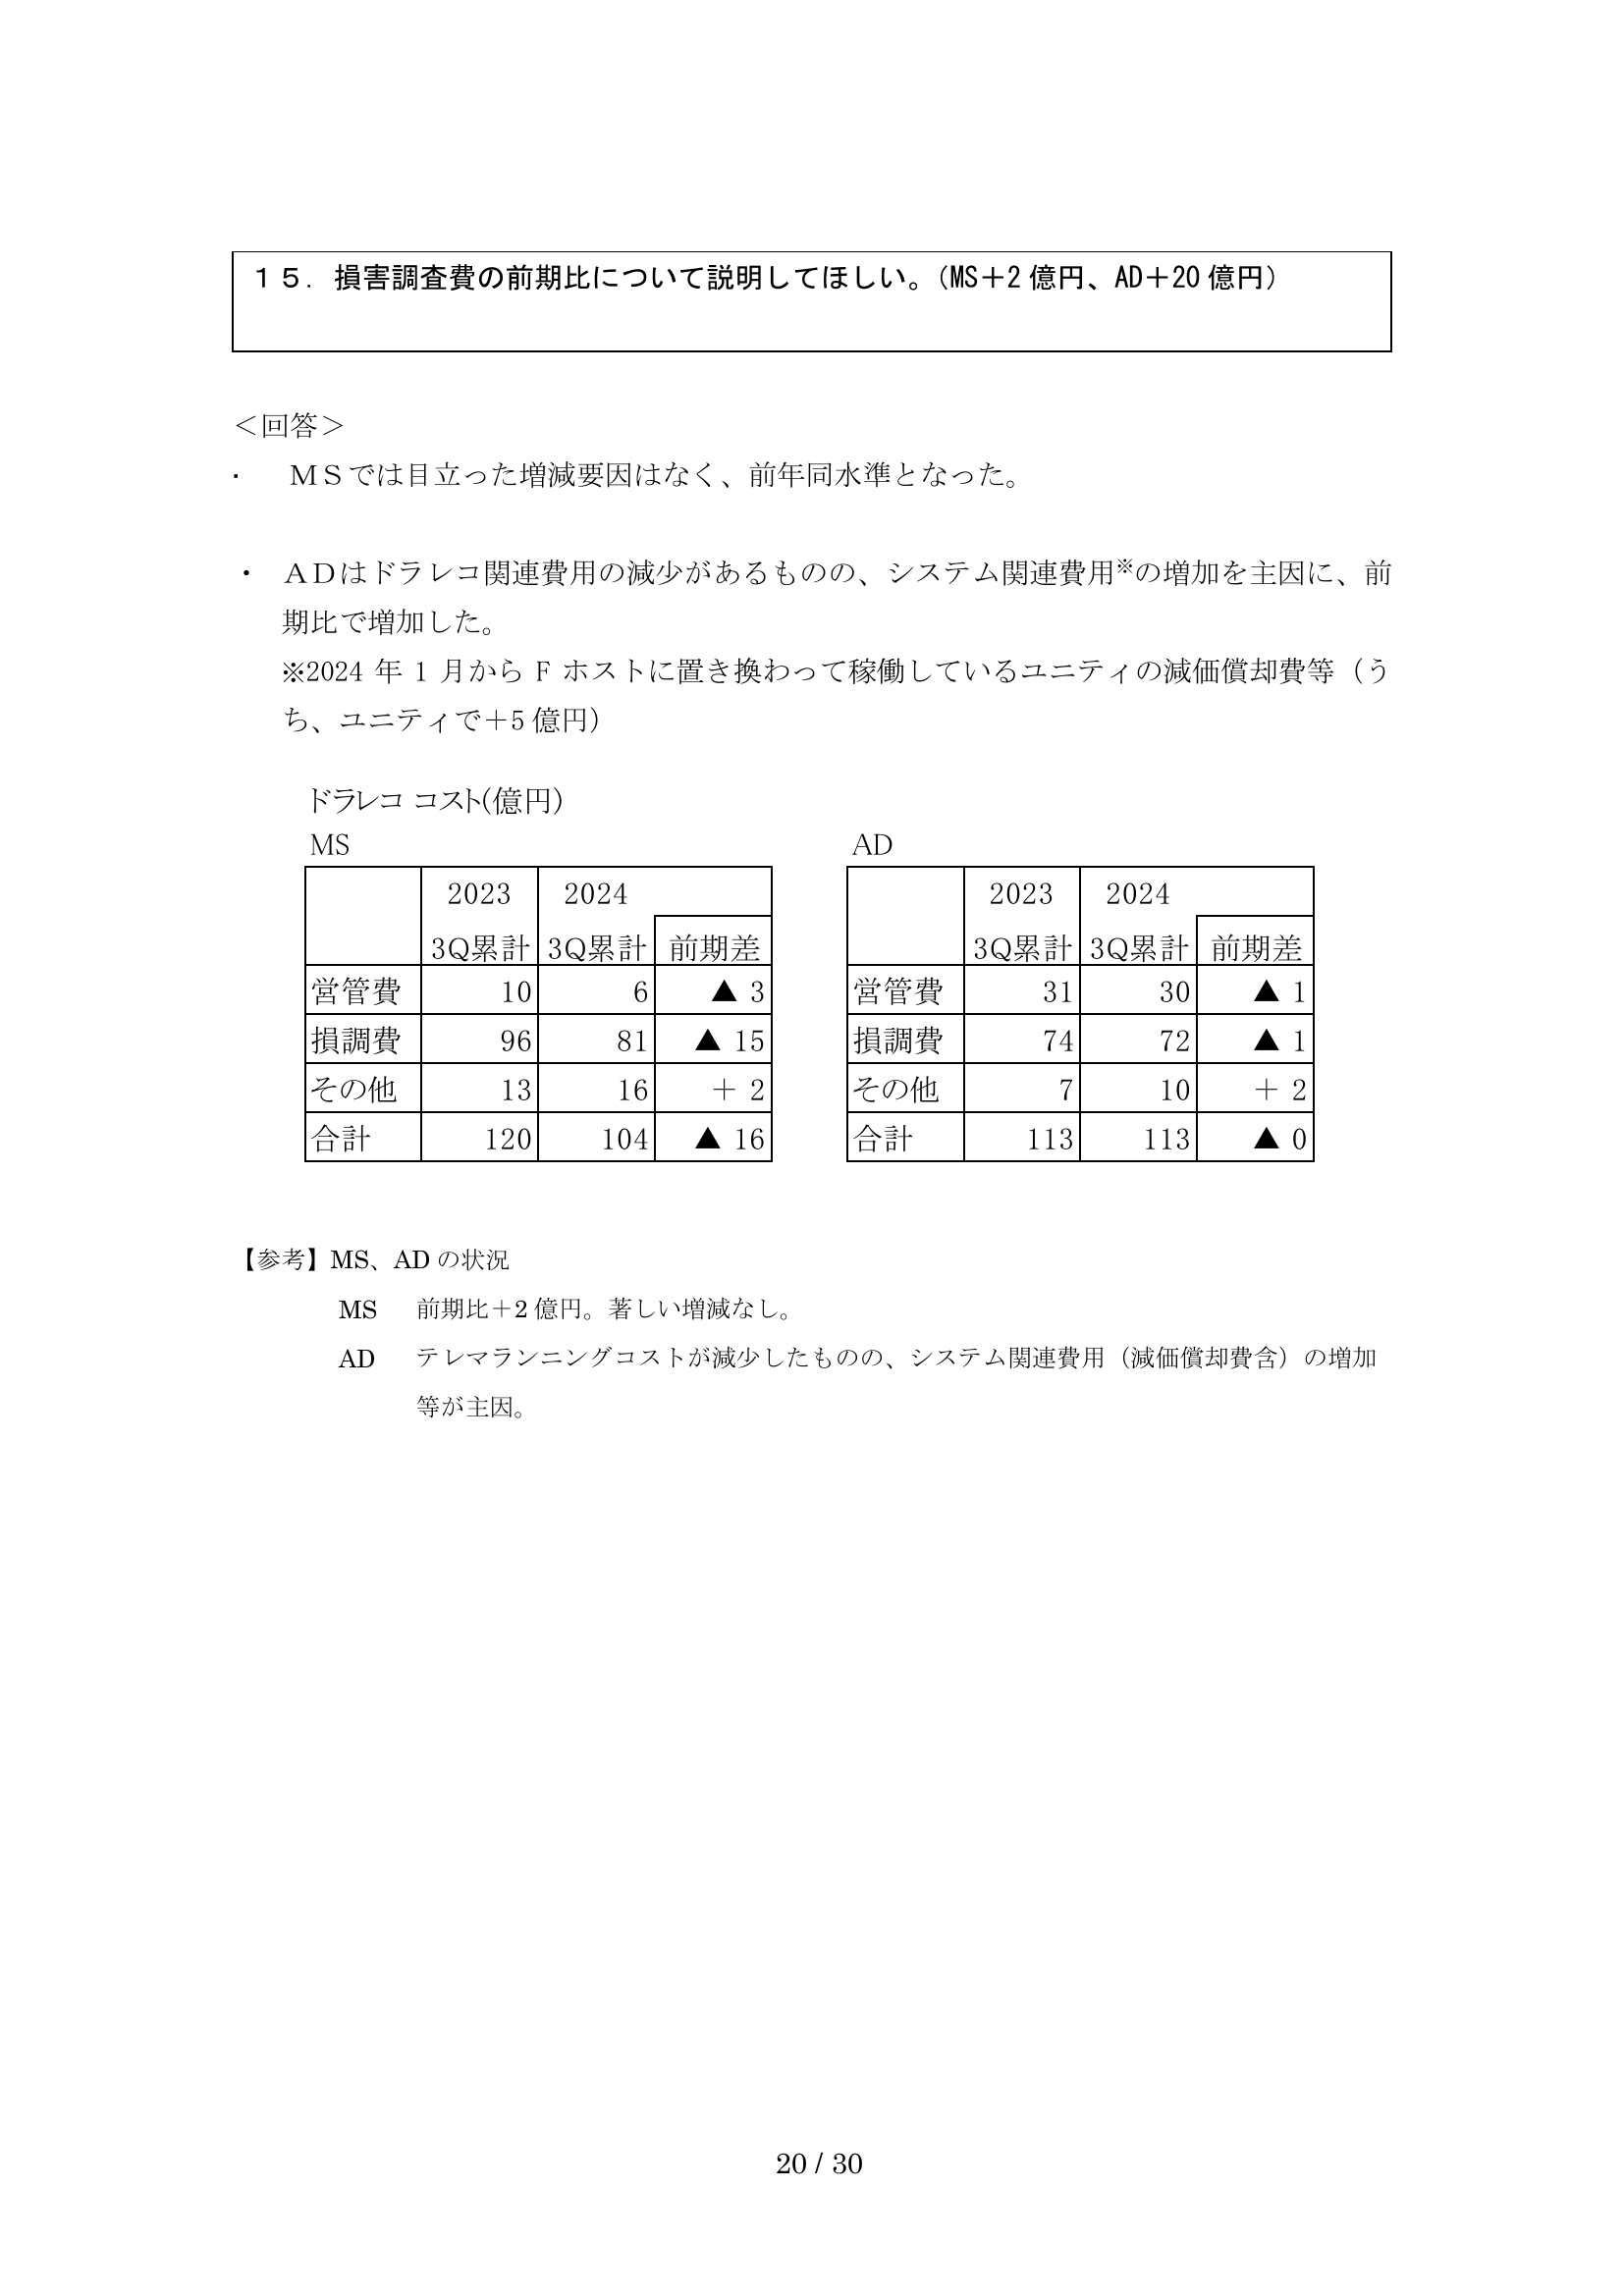 １５．損害調査費の前期比について説明してほしい。（MS＋2 億円、AD＋20 億円）
＜回答＞
・ ＭＳでは目立った増減要因はなく、前年同水準となった。
・ ＡＤはドラレコ関連費用の減少があるものの、システム関連費用※の増加を主因に、前
期比で増加した。
※2024 年 1 月から F ホストに置き換わって稼働しているユニティの減価償却費等（う
ち、ユニティで＋5 億円）
ドラレコ コスト(億円)
MS
2023 2024
3Q累計 3Q累計 前期差
営管費 10 6 ▲ 3
損調費 96 81 ▲ 15
その他 13 16 ＋ 2
合計 120 104 ▲ 16
AD
2023 2024
3Q累計 3Q累計 前期差
営管費 31 30 ▲ 1
損調費 74 72 ▲ 1
その他 7 10 ＋ 2
合計 113 113 ▲ 0
【参考】MS、AD の状況
MS 前期比＋2 億円。著しい増減なし。
AD テレマランニングコストが減少したものの、システム関連費用（減価償却費含）の増加
等が主因。
20 / 30